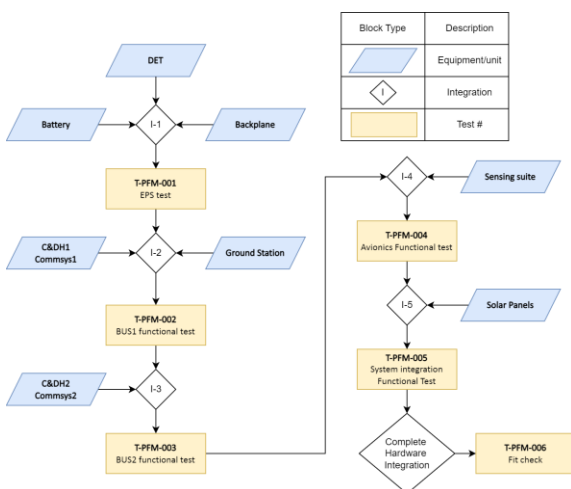 DET
Battery
I-1
Backplane
T-PFM-001
EPS test
C&DH1
Commsys1
I-2
Ground Station
T-PFM-002
BUS1 functional test
C&DH2
Commsys2
I-3
T-PFM-003
BUS2 functional test
Block Type
Description
Equipment/unit
I
Integration
Test #
I-4
Sensing suite
T-PFM-004
Avionics Functional test
I-5
Solar Panels
T-PFM-005
System integration
Functional Test
Complete
Hardware
Integration
T-PFM-006
Fit check